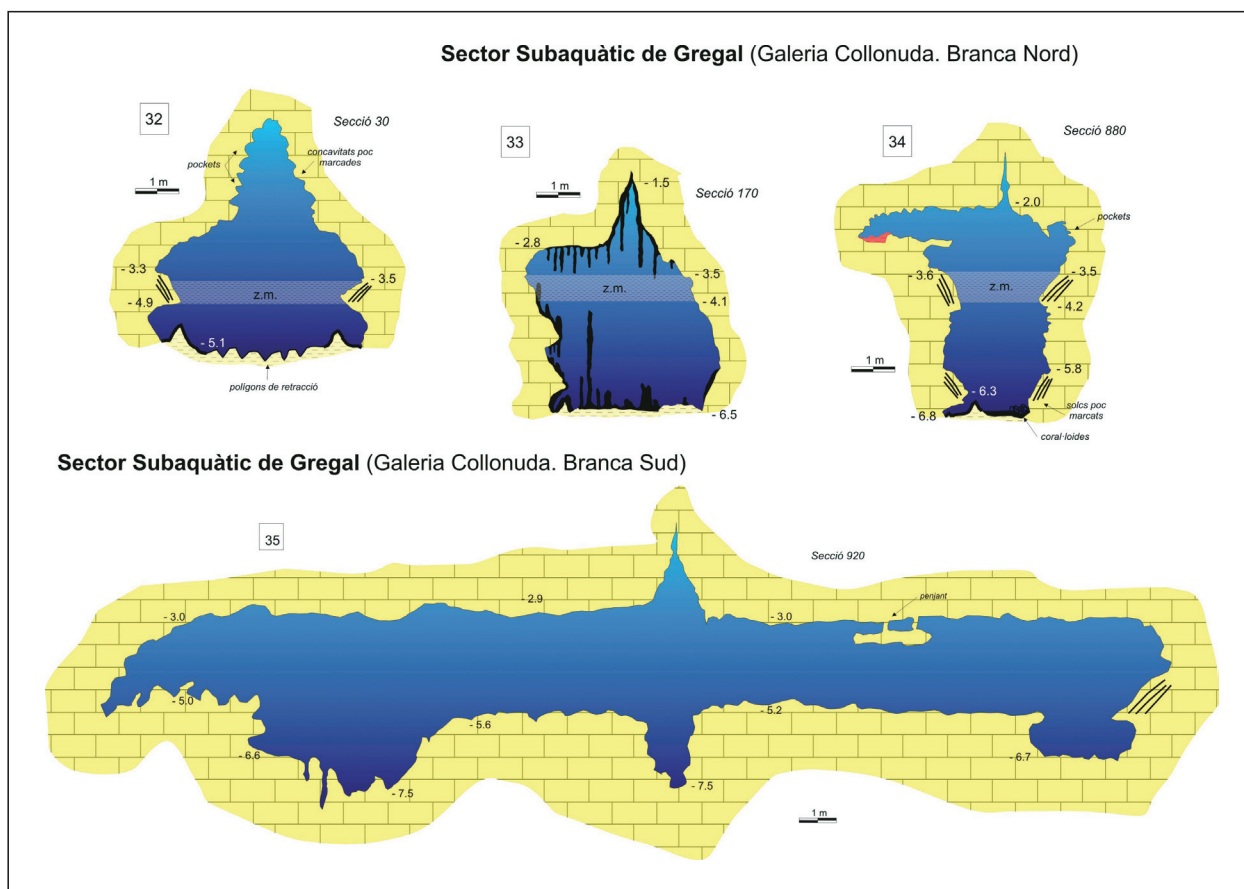 Sector Subaquàtic de Gregal (Galeria Collonuda. Branca Nord)
32
Secció 30
pockets
concavitats poc
marcades
1 m
- 3.3
- 3.5
z.m.
- 4.9
- 5.1
polígons de retracció
33
Secció 170
1 m
- 1.5
- 2.8
- 3.5
z.m.
- 4.1
- 6.5
34
Secció 880
- 2.0
pockets
- 3.6
- 3.5
z.m.
- 4.2
1 m
- 5.8
- 6.3
- 6.8
solcs poc
marcats
coral·loides
Sector Subaquàtic de Gregal (Galeria Collonuda. Branca Sud)
35
Secció 920
- 3.0
- 2.9
- 3.0
penjant
- 5.0
- 5.2
- 5.6
- 6.6
- 6.7
- 7.5
- 7.5
1 m